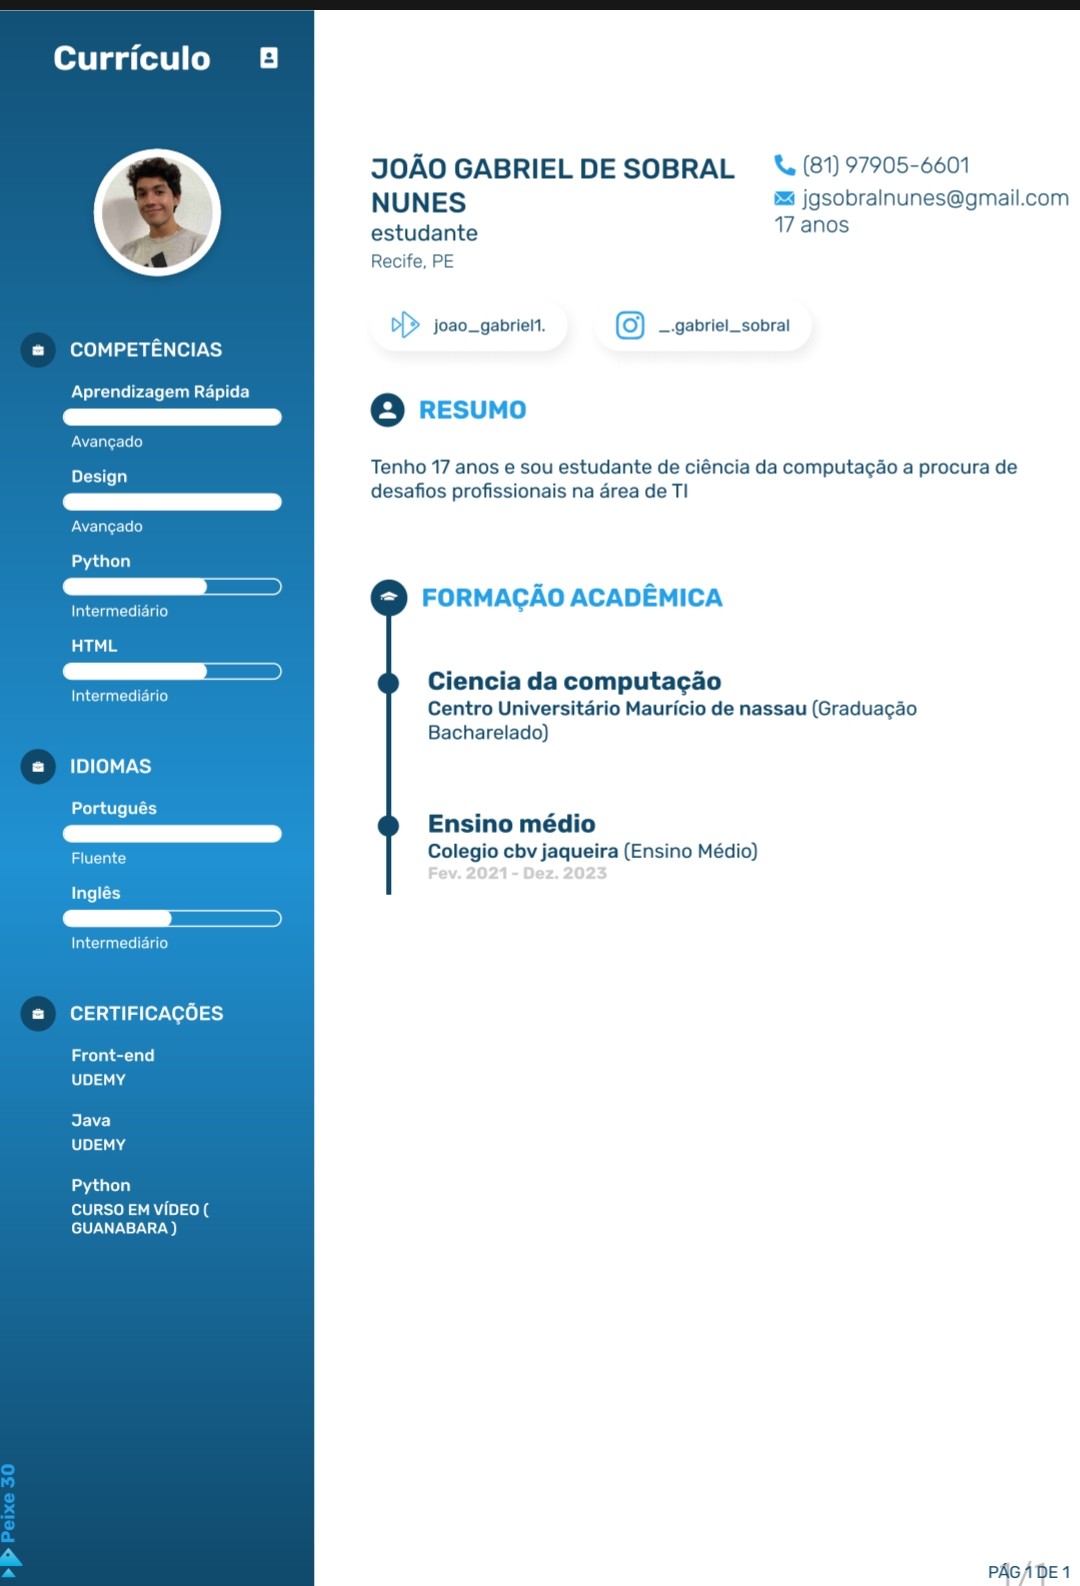 Currículo
JOÃO GABRIEL DE SOBRAL
NUNES
estudante
Recife, PE
(81) 97905-6601
jgsobralnunes@gmail.com
17 anos
joao_gabriel1.
_.gabriel_sobral
COMPETÊNCIAS
Aprendizagem Rápida
Avançado
Design
Avançado
Python
Intermediário
HTML
Intermediário
IDIOMAS
Português
Fluente
Inglês
Intermediário
CERTIFICAÇÕES
Front-end
UDEMY
Java
UDEMY
Python
CURSO EM VÍDEO (
GUANABARA )
RESUMO
Tenho 17 anos e sou estudante de ciência da computação a procura de
desafios profissionais na área de TI
FORMAÇÃO ACADÊMICA
Ciencia da computação
Centro Universitário Maurício de nassau (Graduação
Bacharelado)
Ensino médio
Colegio cbv jaqueira (Ensino Médio)
Fev. 2021 - Dez. 2023
Peixe 30
PÁG 1 DE 1
1/1